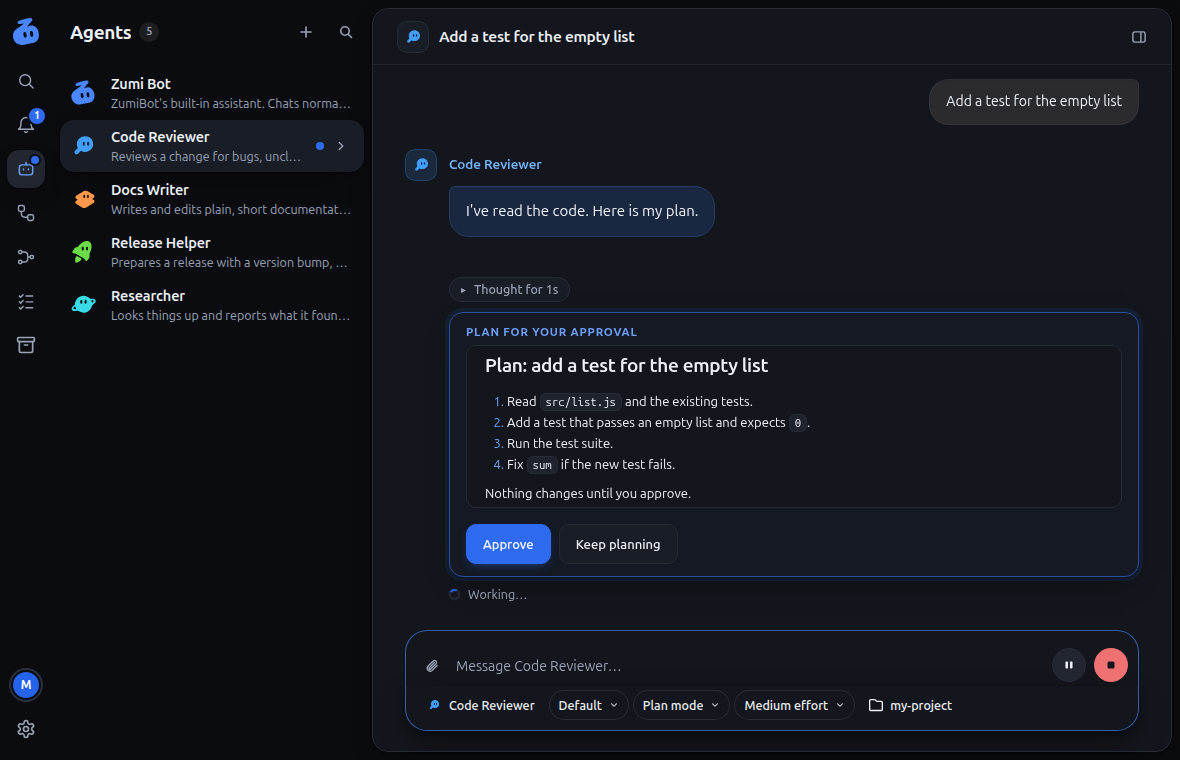 Agents 5
1
Zumi Bot
ZumiBot's built-in assistant. Chats norma…
Code Reviewer
Reviews a change for bugs, uncl…
Docs Writer
Writes and edits plain, short documentat…
Release Helper
Prepares a release with a version bump, …
Researcher
Looks things up and reports what it foun…
M
Add a test for the empty list
Add a test for the empty list
Code Reviewer
I've read the code. Here is my plan.
Thought for 1s
PLAN FOR YOUR APPROVAL
Plan: add a test for the empty list
1. Read src/list.js and the existing tests.
2. Add a test that passes an empty list and expects 0.
3. Run the test suite.
4. Fix sum if the new test fails.
Nothing changes until you approve.
Approve Keep planning
Working…
Message Code Reviewer…
Code Reviewer Default Plan mode Medium effort my-project